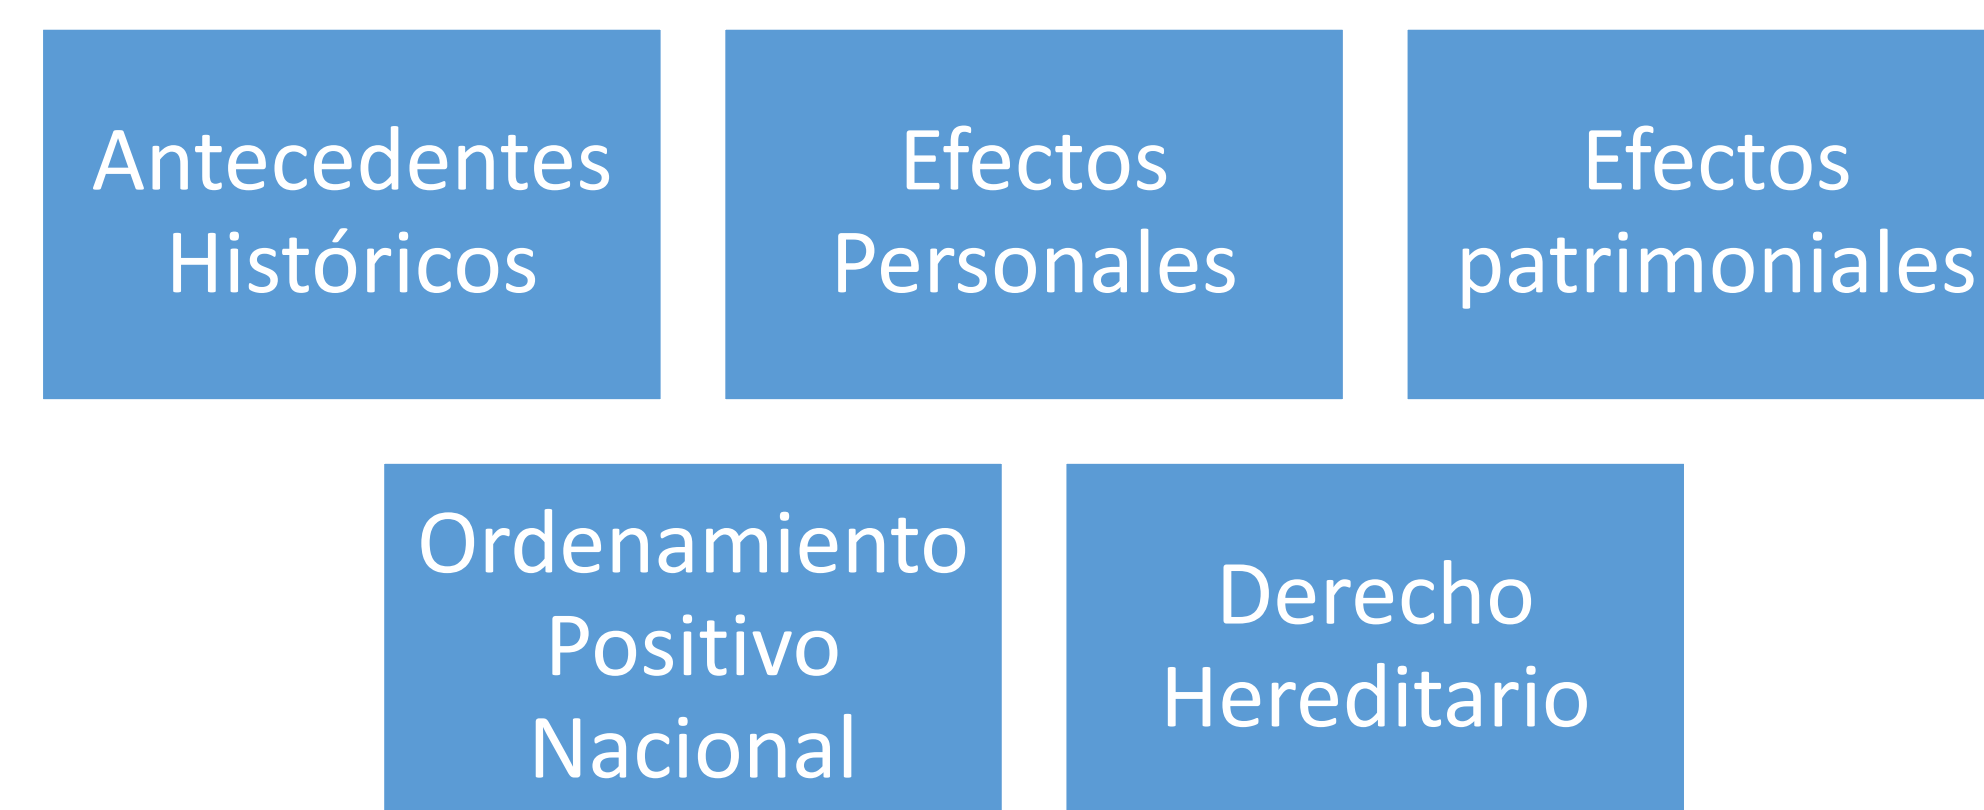 Antecedentes
Históricos
Efectos
Personales
Efectos
patrimoniales
Ordenamiento
Positivo
Nacional
Derecho
Hereditario